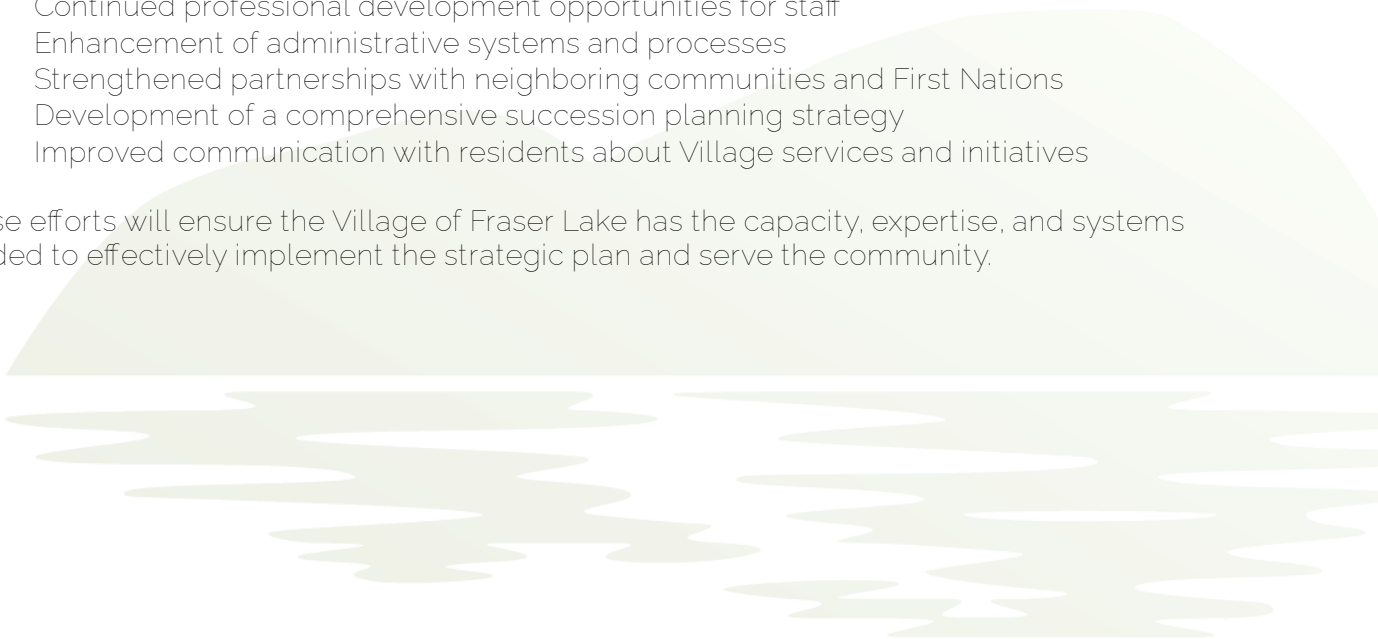 Continued professional development opportunities for staff
Enhancement of administrative systems and processes
Strengthened partnerships with neighboring communities and First Nations
Development of a comprehensive succession planning strategy
Improved communication with residents about Village services and initiatives
efforts will ensure the Village of Fraser Lake has the capacity, expertise, and systems
to effectively implement the strategic plan and serve the community.